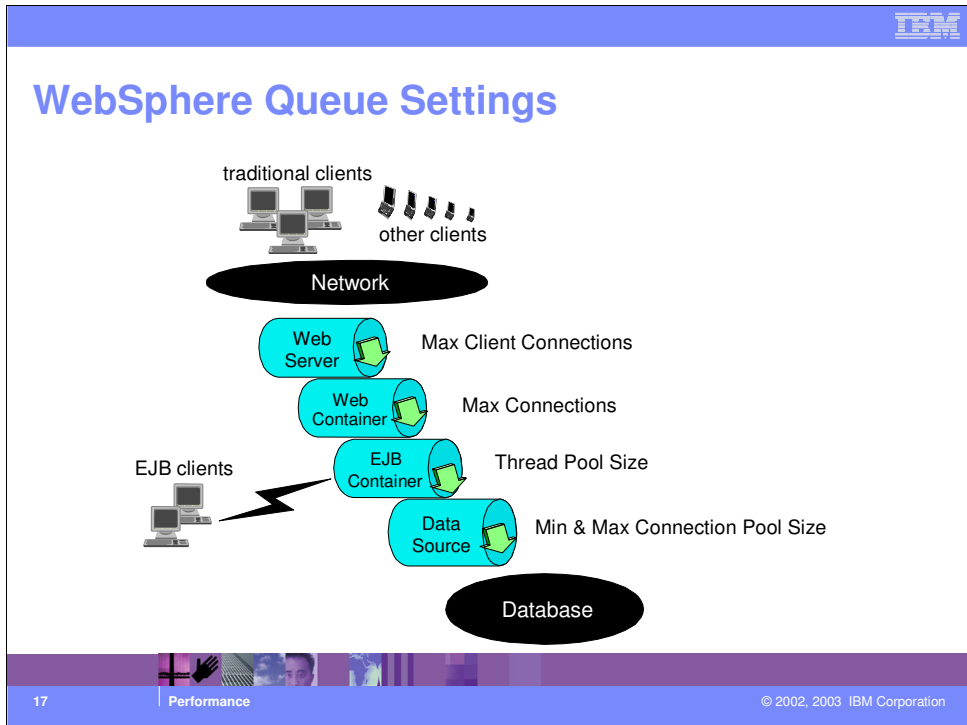 IBM
WebSphere Queue Settings
traditional clients
other clients
Network
Web
Server
Max Client Connections
Web
Container
Max Connections
EJB clients
EJB
Container
Thread Pool Size
Data
Source
Min & Max Connection Pool Size
Database
17
Performance
© 2002, 2003 IBM Corporation